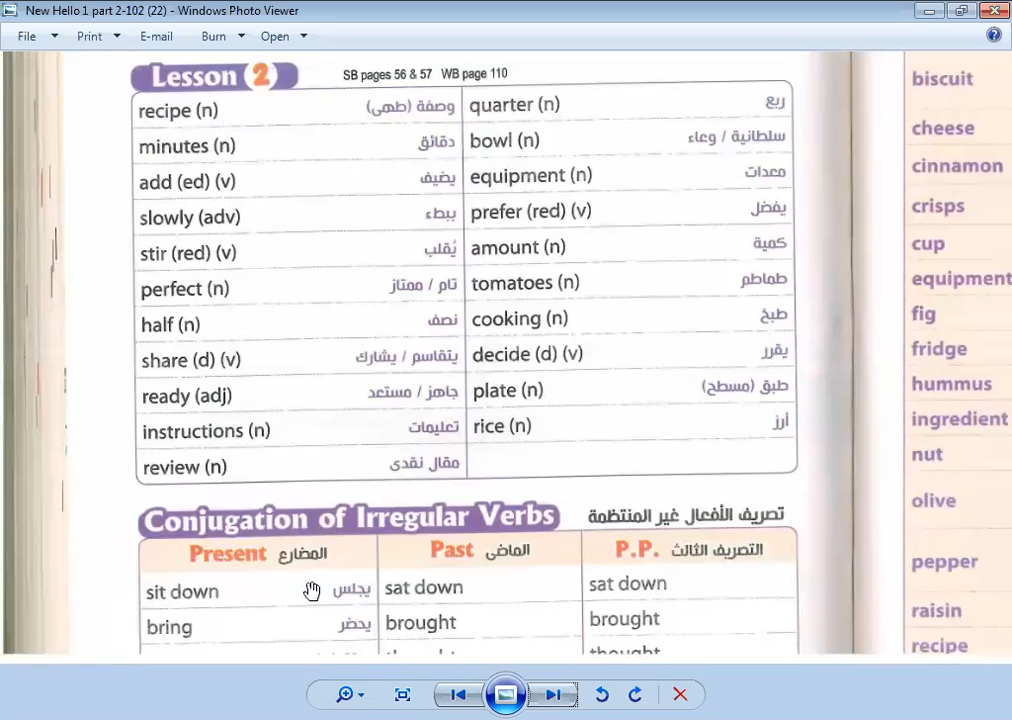 New Hello 1 part 2-102 (22) - Windows Photo Viewer
File Print E-mail Burn Open
Lesson 2 SB pages 56 & 57 WB page 110
recipe (n) وصفة (طهى) quarter (n) ربع
minutes (n) دقائق bowl (n) سلطانية / وعاء
add (ed) (v) يضيف equipment (n) معدات
slowly (adv) ببطء prefer (red) (v) يفضل
stir (red) (v) يُقلب amount (n) كمية
perfect (n) تام / ممتاز tomatoes (n) طماطم
half (n) نصف cooking (n) طبخ
share (d) (v) يتقاسم / يشارك decide (d) (v) يقرر
ready (adj) جاهز / مستعد plate (n) طبق (مسطح)
instructions (n) تعليمات rice (n) أرز
review (n) مقال نقدى
Conjugation of Irregular Verbs تصريف الأفعال غير المنتظمة
Present المضارع Past الماضى P.P. التصريف الثالث
sit down يجلس sat down sat down
bring يحضر brought brought
thought thought
biscuit
cheese
cinnamon
crisps
cup
equipment
fig
fridge
hummus
ingredient
nut
olive
pepper
raisin
recipe